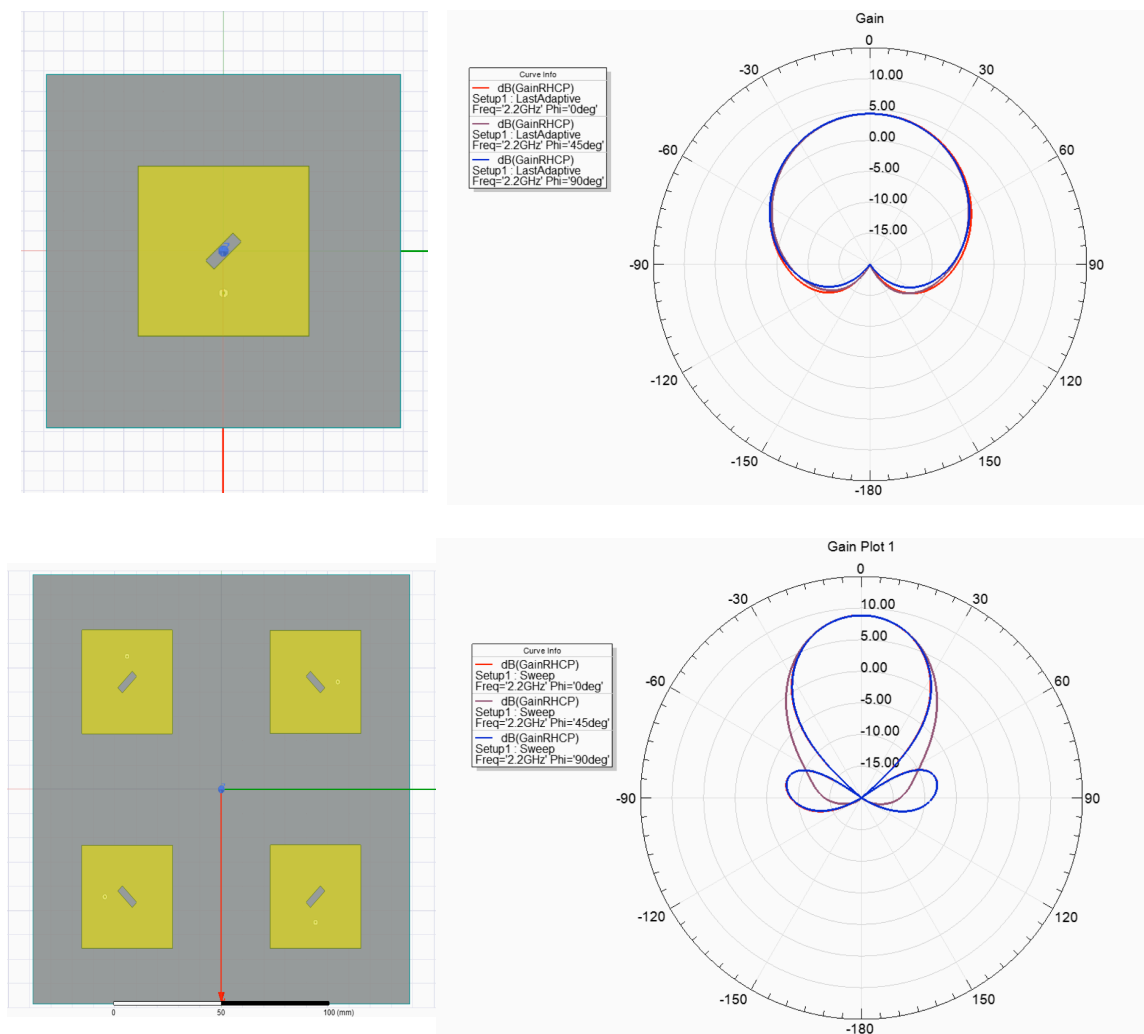 Gain
Curve Info
dB(GainRHCP)
Setup1 : LastAdaptive
Freq='2.2GHz' Phi='0deg'
dB(GainRHCP)
Setup1 : LastAdaptive
Freq='2.2GHz' Phi='45deg'
dB(GainRHCP)
Setup1 : LastAdaptive
Freq='2.2GHz' Phi='90deg'
0
-30
30
10.00
5.00
0.00
-60
60
-5.00
-10.00
-15.00
-90
90
-120
120
-150
150
-180
Gain Plot 1
Curve Info
dB(GainRHCP)
Setup1 : Sweep
Freq='2.2GHz' Phi='0deg'
dB(GainRHCP)
Setup1 : Sweep
Freq='2.2GHz' Phi='45deg'
dB(GainRHCP)
Setup1 : Sweep
Freq='2.2GHz' Phi='90deg'
0
-30
30
10.00
5.00
0.00
-60
60
-5.00
-10.00
-15.00
-90
90
-120
120
-150
150
-180
0 50 100 (mm)